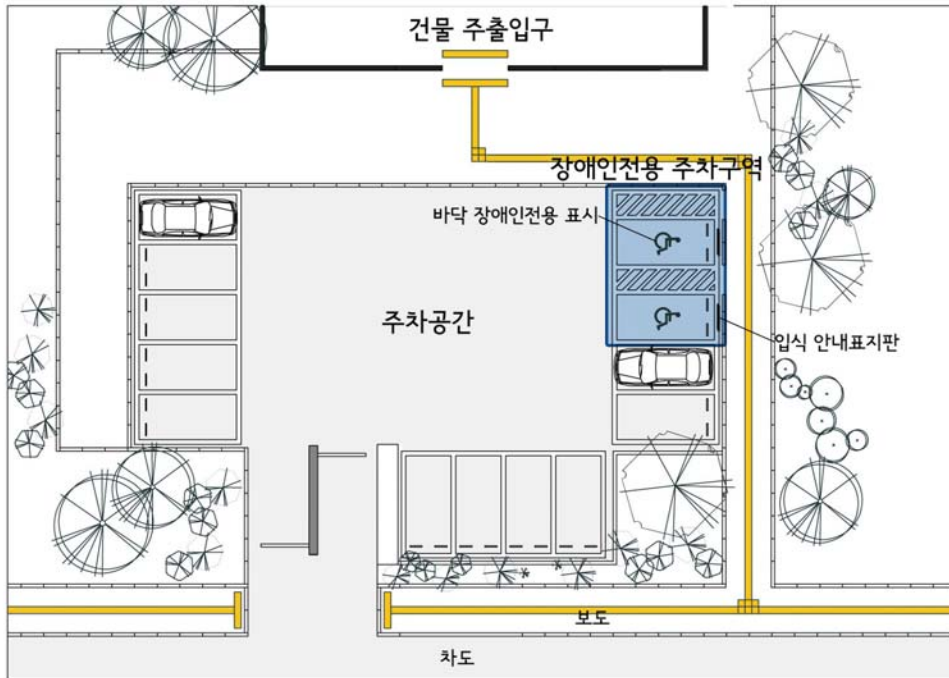 건물 주출입구
장애인전용 주차구역
바닥 장애인전용 표시
주차공간
입식 안내표지판
보도
차도